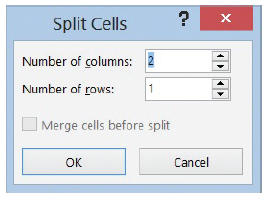 Split Cells ? x
Number of columns: 2
Number of rows: 1
Merge cells before split
OK Cancel